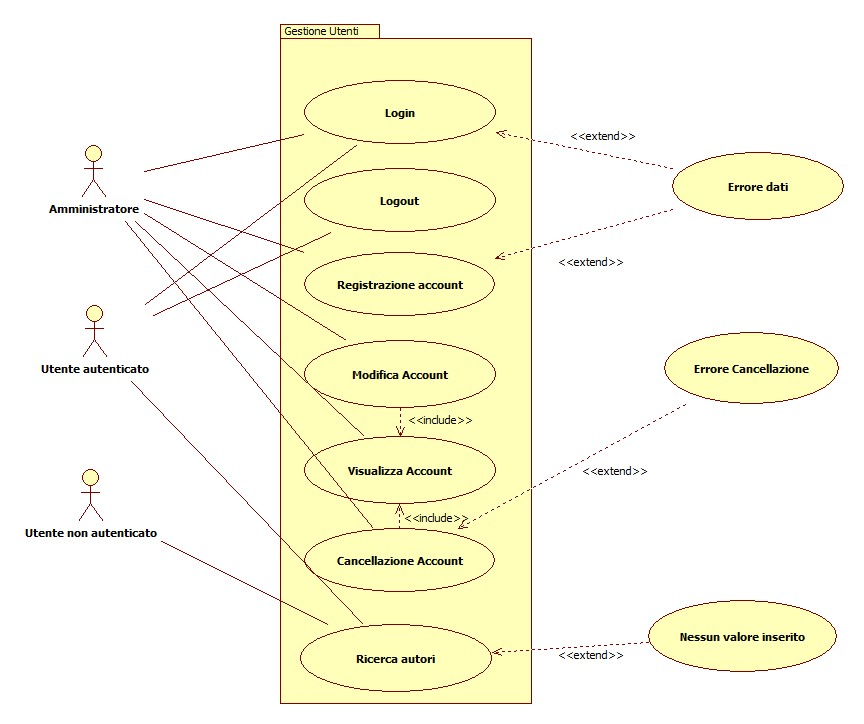 Gestione Utenti
Login
<<extend>>
Amministratore
Logout
Errore dati
<<extend>>
Registrazione account
Utente autenticato
Modifica Account
Errore Cancellazione
<<include>>
Visualizza Account
<<extend>>
<<include>>
Utente non autenticato
Cancellazione Account
Ricerca autori
<<extend>>
Nessun valore inserito